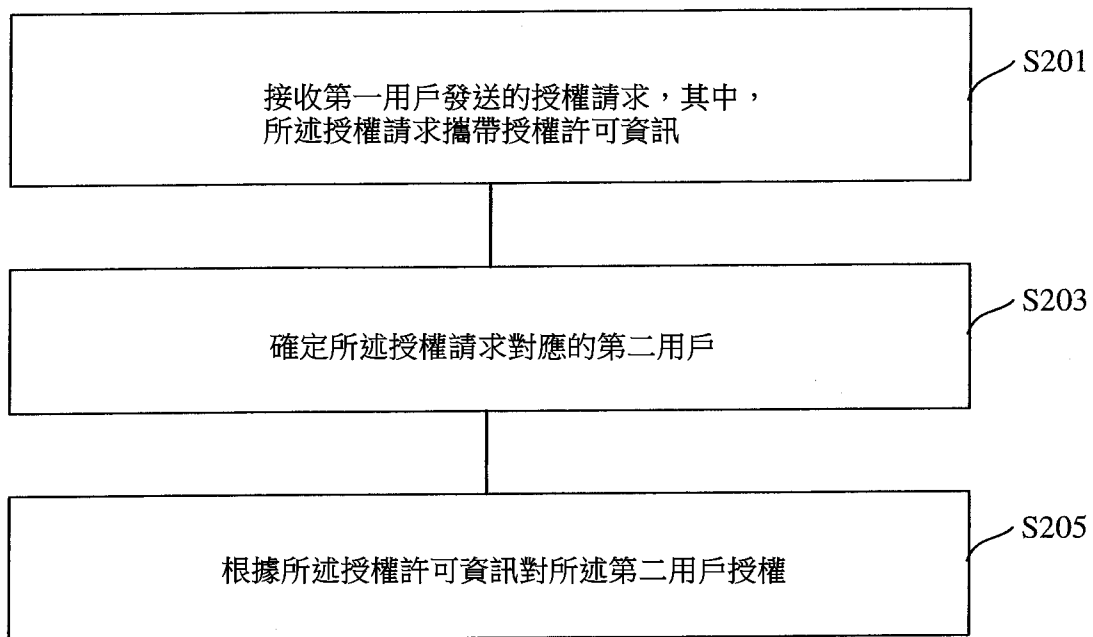 接收第一用戶發送的授權請求，其中，
所述授權請求攜帶授權許可資訊
S201
確定所述授權請求對應的第二用戶
S203
根據所述授權許可資訊對所述第二用戶授權
S205